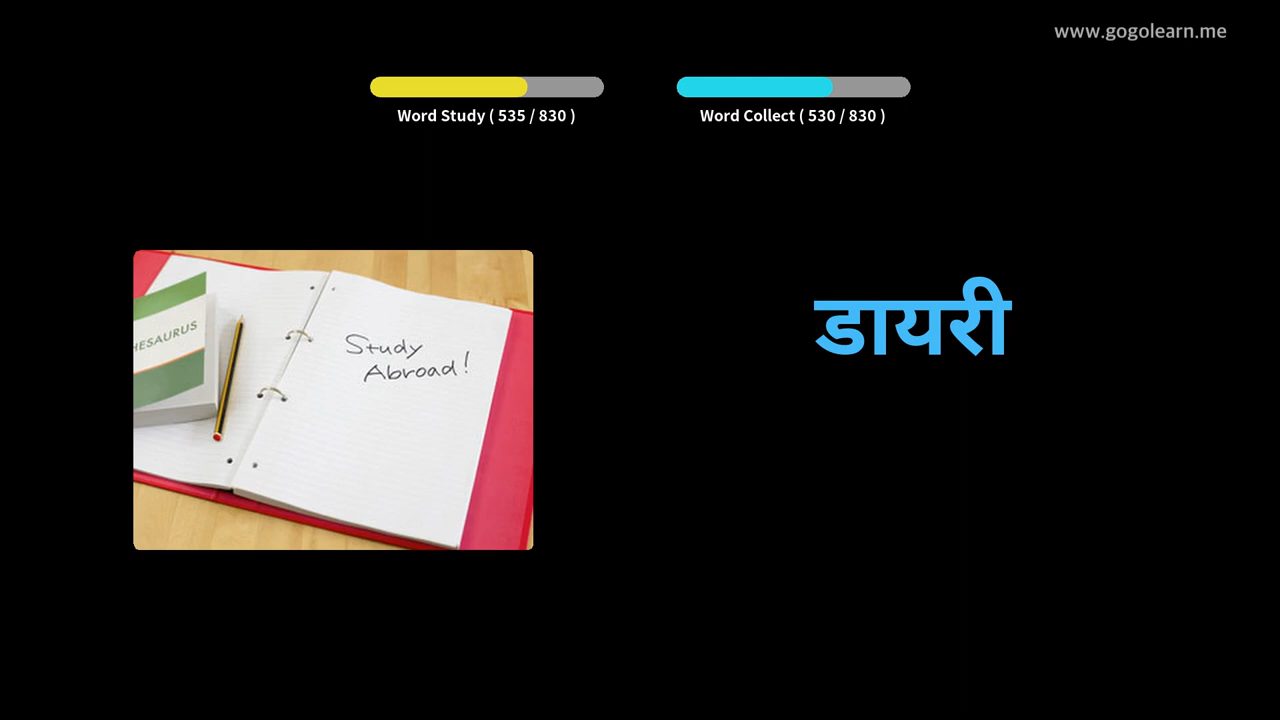 www.gogolearn.me
Word Study ( 535 / 830 )
Word Collect ( 530 / 830 )
HESAURUS
Study
Abroad!
डायरी